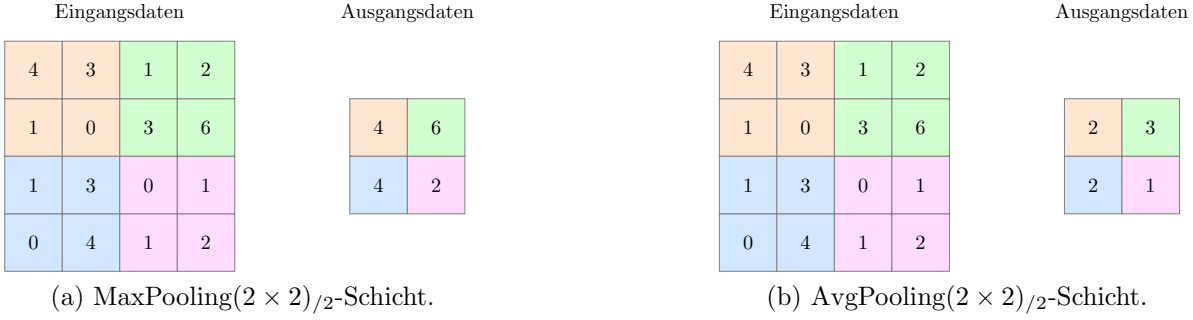 Eingangsdaten Ausgangsdaten
4 3 1 2
1 0 3 6
1 3 0 1
0 4 1 2
4 6
4 2
(a) MaxPooling(2 × 2)/2-Schicht.
Eingangsdaten Ausgangsdaten
4 3 1 2
1 0 3 6
1 3 0 1
0 4 1 2
2 3
2 1
(b) AvgPooling(2 × 2)/2-Schicht.